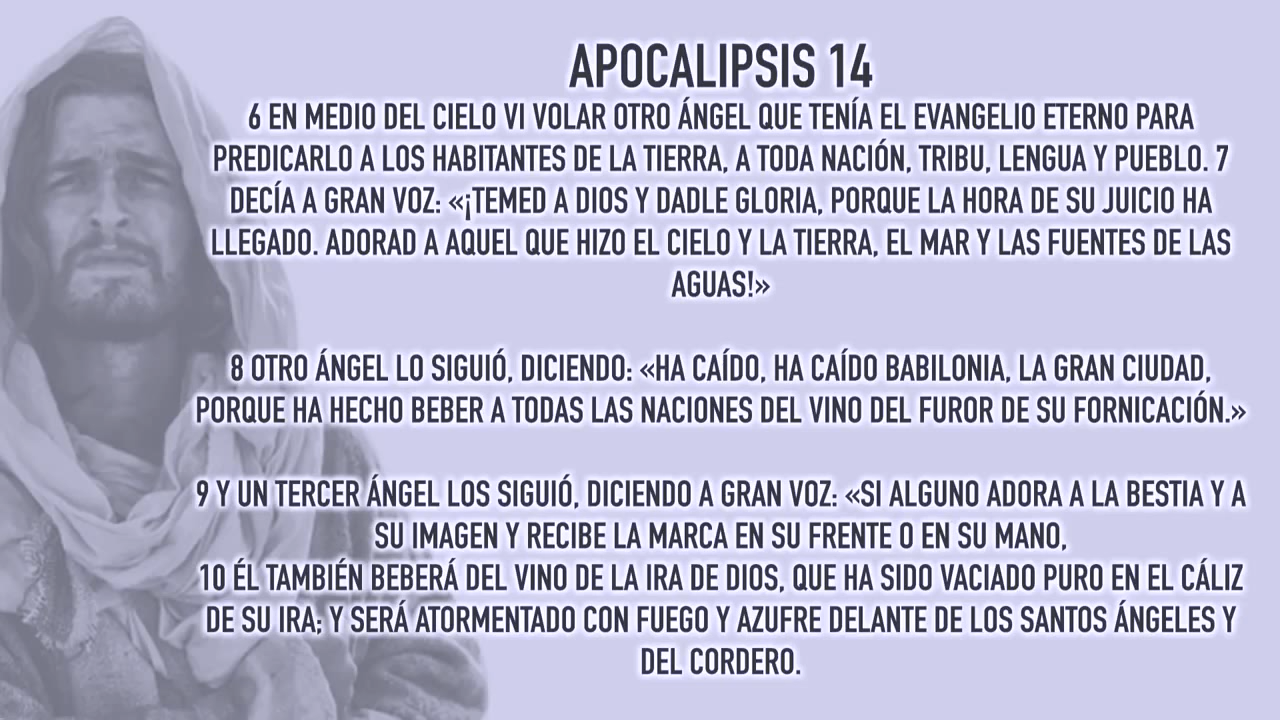 APOCALIPSIS 14
6 EN MEDIO DEL CIELO VI VOLAR OTRO ÁNGEL QUE TENÍA EL EVANGELIO ETERNO PARA
PREDICARLO A LOS HABITANTES DE LA TIERRA, A TODA NACIÓN, TRIBU, LENGUA Y PUEBLO. 7
DECÍA A GRAN VOZ: «¡TEMED A DIOS Y DADLE GLORIA, PORQUE LA HORA DE SU JUICIO HA
LLEGADO. ADORAD A AQUEL QUE HIZO EL CIELO Y LA TIERRA, EL MAR Y LAS FUENTES DE LAS
AGUAS!»
8 OTRO ÁNGEL LO SIGUIÓ, DICIENDO: «HA CAÍDO, HA CAÍDO BABILONIA, LA GRAN CIUDAD,
PORQUE HA HECHO BEBER A TODAS LAS NACIONES DEL VINO DEL FUROR DE SU FORNICACIÓN.»
9 Y UN TERCER ÁNGEL LOS SIGUIÓ, DICIENDO A GRAN VOZ: «SI ALGUNO ADORA A LA BESTIA Y A
SU IMAGEN Y RECIBE LA MARCA EN SU FRENTE O EN SU MANO,
10 ÉL TAMBIÉN BEBERÁ DEL VINO DE LA IRA DE DIOS, QUE HA SIDO VACIADO PURO EN EL CÁLIZ
DE SU IRA; Y SERÁ ATORMENTADO CON FUEGO Y AZUFRE DELANTE DE LOS SANTOS ÁNGELES Y
DEL CORDERO.